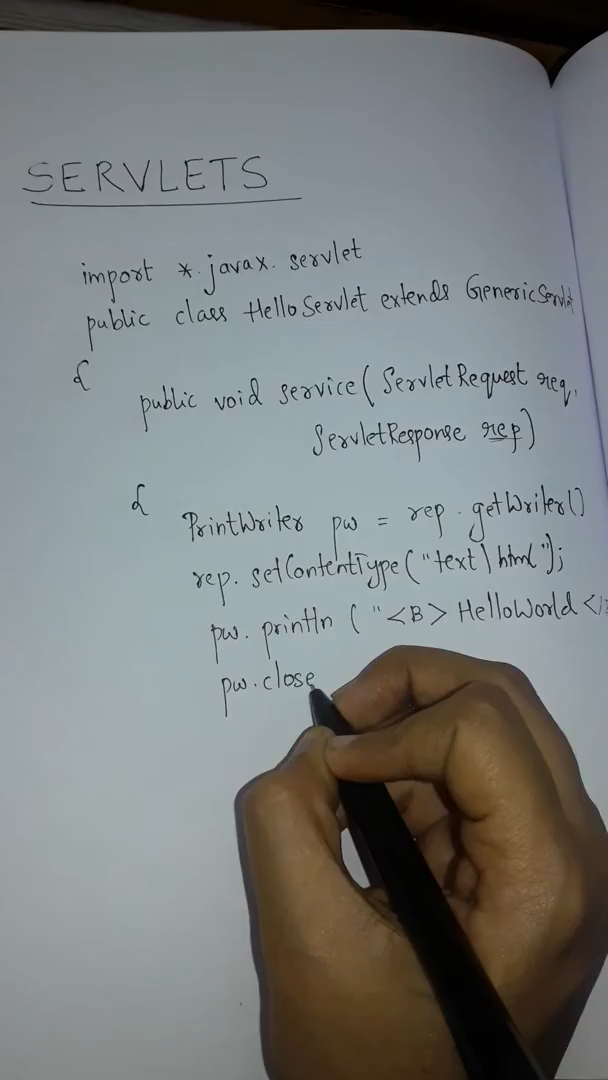 SERVLETS
import *.javax.servlet
public class HelloServlet extends GenericServlet
{
public void service(ServletRequest req,
ServletResponse rep)
{
PrintWriter pw = rep.getWriter()
rep.setContentType("text\html");
pw.println("<B> HelloWorld </
pw.close